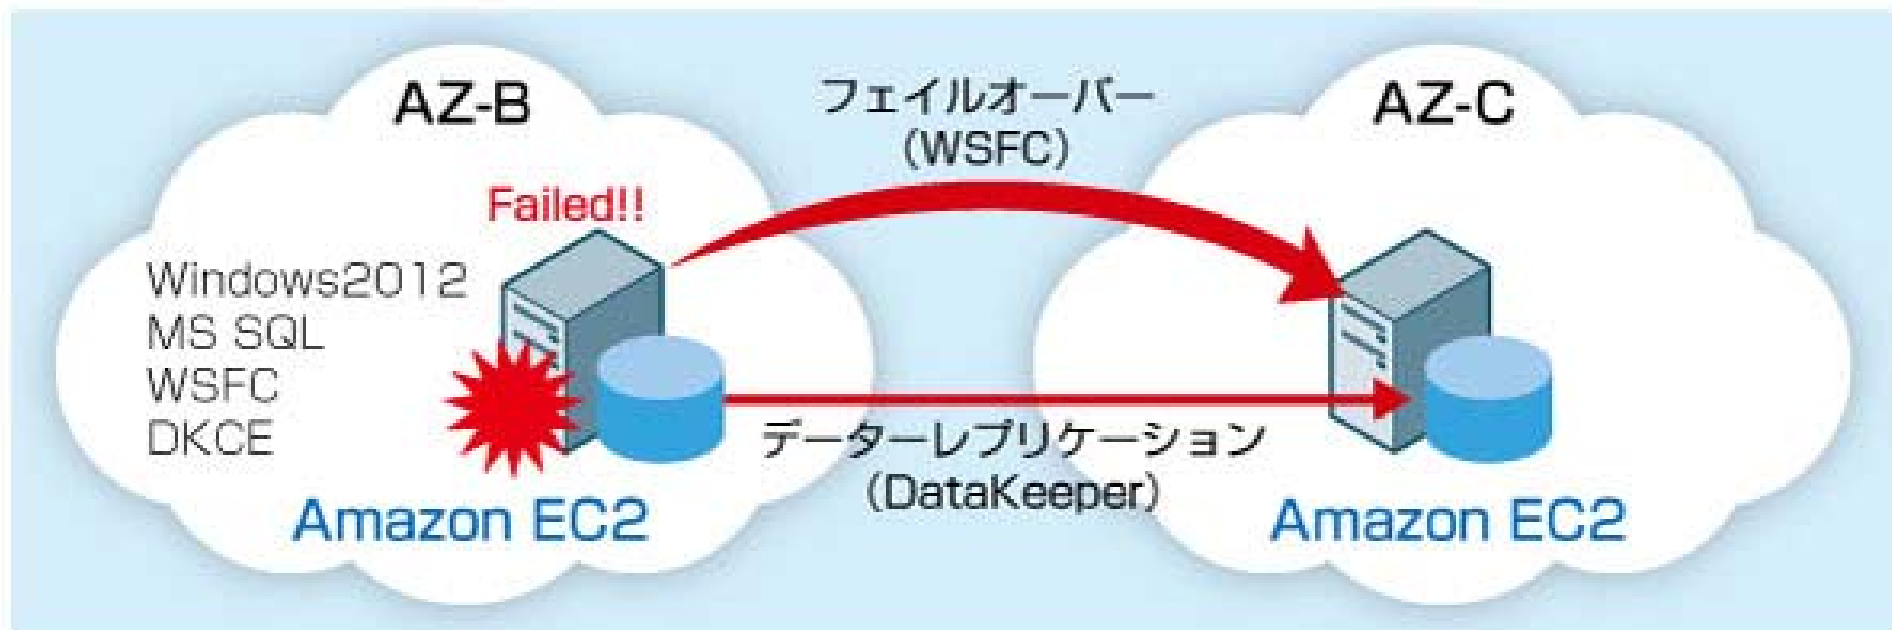 AZ-B
フェイルオーバー
(WSFC)
AZ-C
Failed!!
Windows2012
MS SQL
WSFC
DKCE
データーレプリケーション
(DataKeeper)
Amazon EC2
Amazon EC2